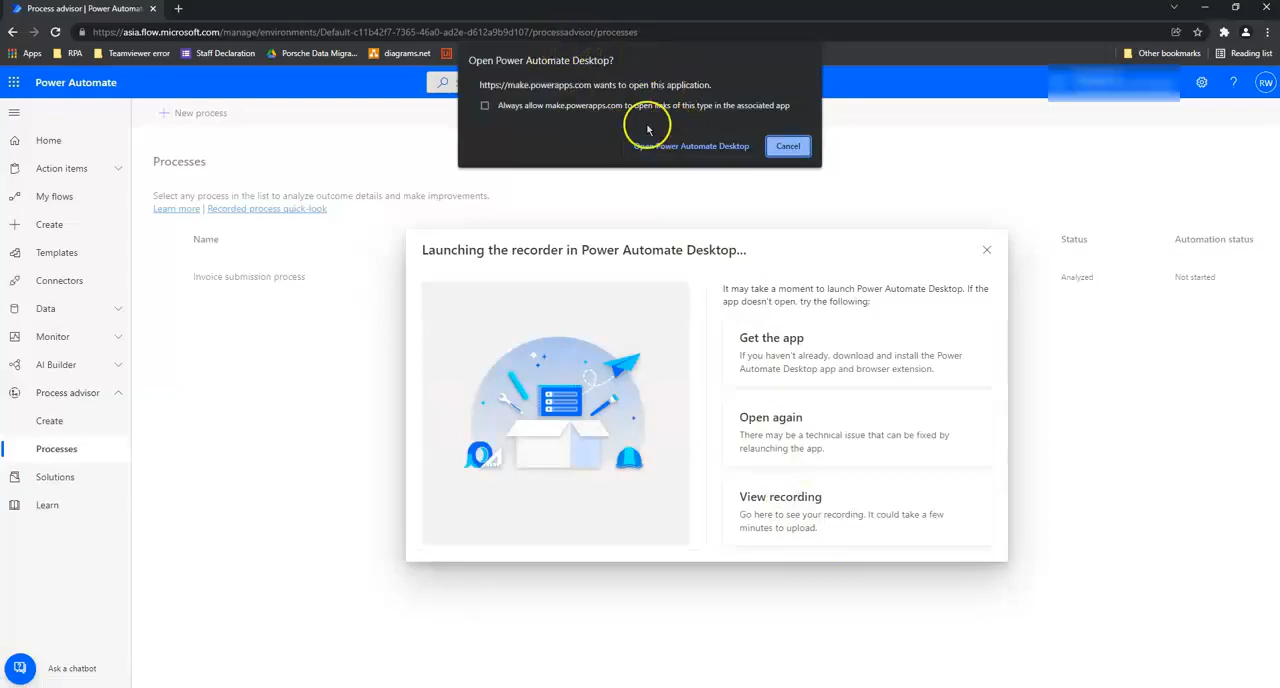 Process advisor | Power Automat
https://asia.flow.microsoft.com/manage/environments/Default-c11b42f7-7365-46a0-ad2e-d612a9b9d107/processadvisor/processes
Apps
RPA
Teamviewer error
Staff Declaration
Porsche Data Migra...
diagrams.net
Other bookmarks
Reading list
Power Automate
RW
Open Power Automate Desktop?
https://make.powerapps.com wants to open this application.
Always allow make.powerapps.com to open links of this type in the associated app
Open Power Automate Desktop
Cancel
Home
Action items
My flows
Create
Templates
Connectors
Data
Monitor
AI Builder
Process advisor
Create
Processes
Solutions
Learn
Ask a chatbot
New process
Processes
Select any process in the list to analyze outcome details and make improvements.
Learn more | Recorded process quick-look
Name
Status
Automation status
Invoice submission process
Analyzed
Not started
Launching the recorder in Power Automate Desktop...
It may take a moment to launch Power Automate Desktop. If the
app doesn't open, try the following:
Get the app
If you haven't already, download and install the Power
Automate Desktop app and browser extension.
Open again
There may be a technical issue that can be fixed by
relaunching the app.
View recording
Go here to see your recording. It could take a few
minutes to upload.